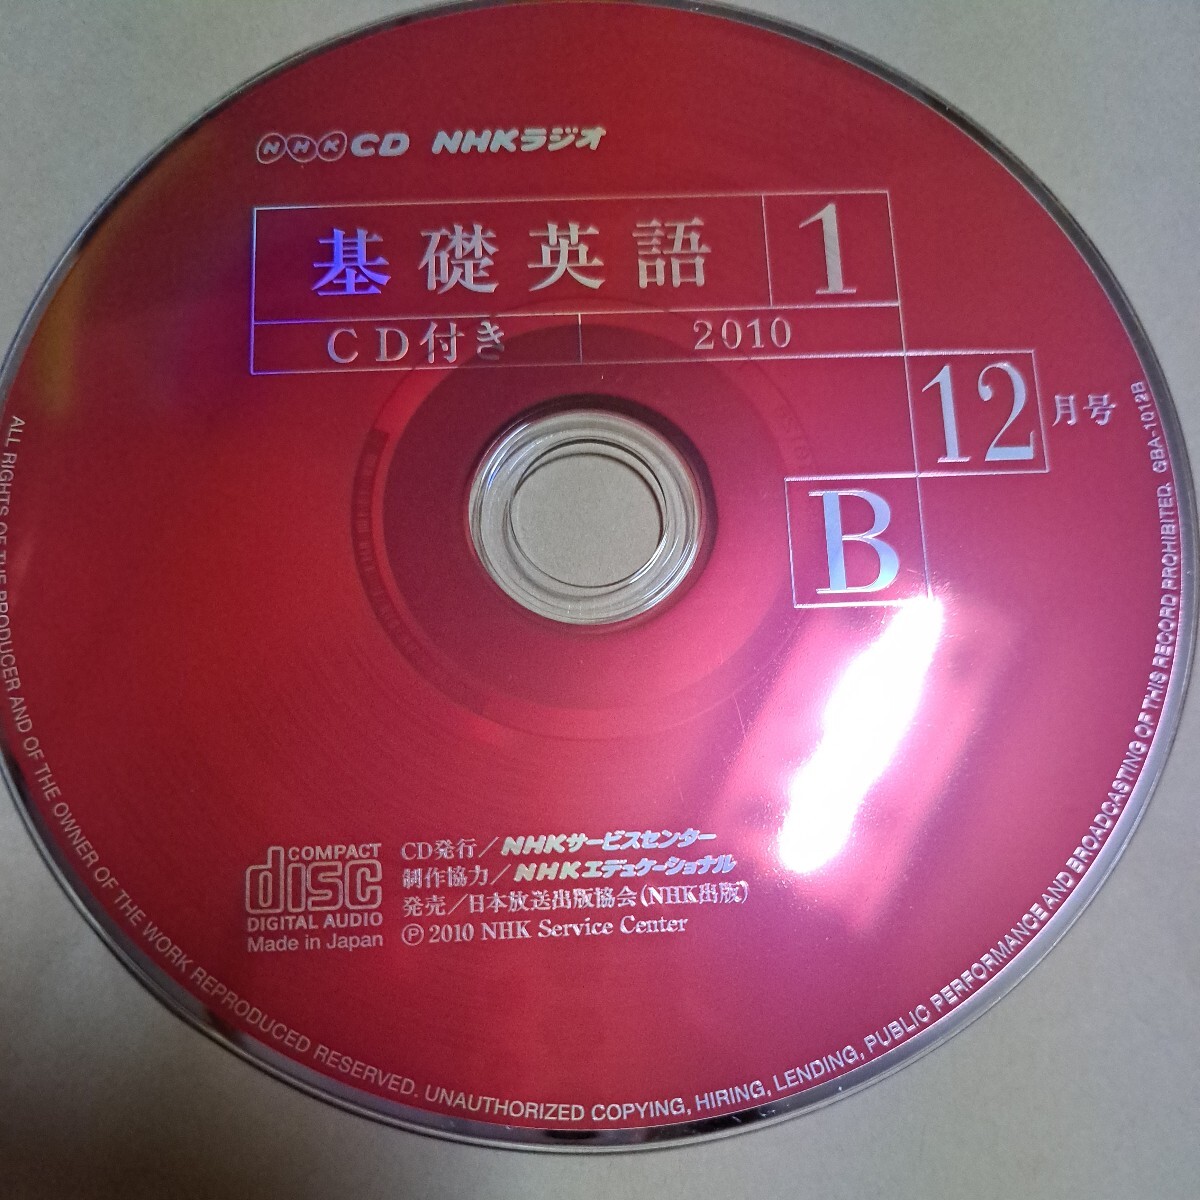 NHK CD NHKラジオ
基礎英語 1
CD付き 2010
12月号
B
COMPACT
disc
DIGITAL AUDIO
Made in Japan
CD発行／NHKサービスセンター
制作協力／NHKエデュケーショナル
発売／日本放送出版協会(NHK出版)
Ⓟ 2010 NHK Service Center
ALL RIGHTS OF THE PRODUCER AND OF THE OWNER OF THE WORK REPRODUCED RESERVED. UNAUTHORIZED COPYING, HIRING, LENDING, PUBLIC PERFORMANCE AND BROADCASTING OF THIS RECORD PROHIBITED. GBA-1012B